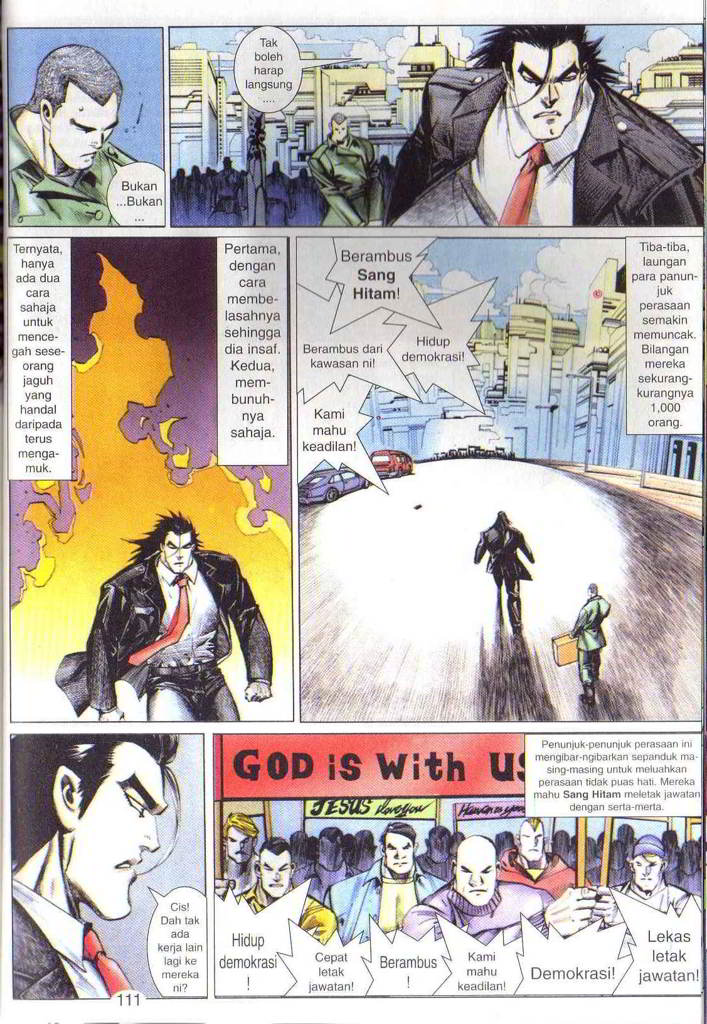 Bukan
...Bukan
...
Tak
boleh
harap
langsung
....
Ternyata,
hanya
ada dua
cara
sahaja
untuk
mence-
gah sese-
orang
jaguh
yang
handal
daripada
terus
menga-
muk.
Pertama,
dengan
cara
membe-
lasahnya
sehingga
dia insaf.
Kedua,
mem-
bunuh-
nya
sahaja.
Berambus
Sang
Hitam!
Berambus dari
kawasan ni!
Hidup
demokrasi!
Kami
mahu
keadilan!
Tiba-tiba,
laungan
para panun-
juk
perasaan
semakin
memuncak.
Bilangan
mereka
sekurang-
kurangnya
1,000
orang.
Cis!
Dah tak
ada
kerja lain
lagi ke
mereka
ni?
111
GOD iS With US
Penunjuk-penunjuk perasaan ini
mengibar-ngibarkan sepanduk ma-
sing-masing untuk meluahkan
perasaan tidak puas hati. Mereka
mahu Sang Hitam meletak jawatan
dengan serta-merta.
JESUS love you
Heaven is yours
Hidup
demokrasi
!
Cepat
letak
jawatan!
Berambus
!
Kami
mahu
keadilan!
Demokrasi!
Lekas
letak
jawatan!